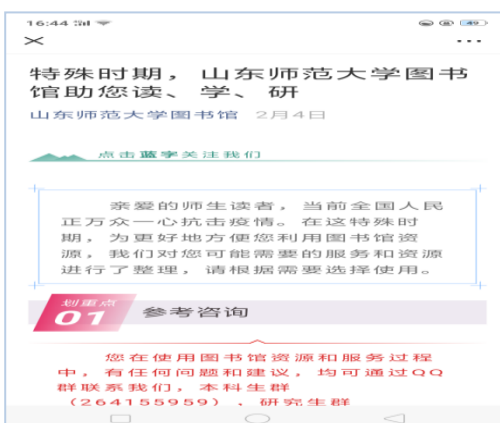 16:44
49
特殊时期，山东师范大学图书
馆助您读、学、研
山东师范大学图书馆 2月4日
点击蓝字关注我们
亲爱的师生读者，当前全国人民
正万众一心抗击疫情。在这特殊时
期，为更好地方便您利用图书馆资
源，我们对您可能需要的服务和资源
进行了整理，请根据需要选择使用。
划重点
01
参考咨询
您在使用图书馆资源和服务过程
中，有任何问题和建议，均可通过QQ
群联系我们，本科生群
（264155959）、研究生群